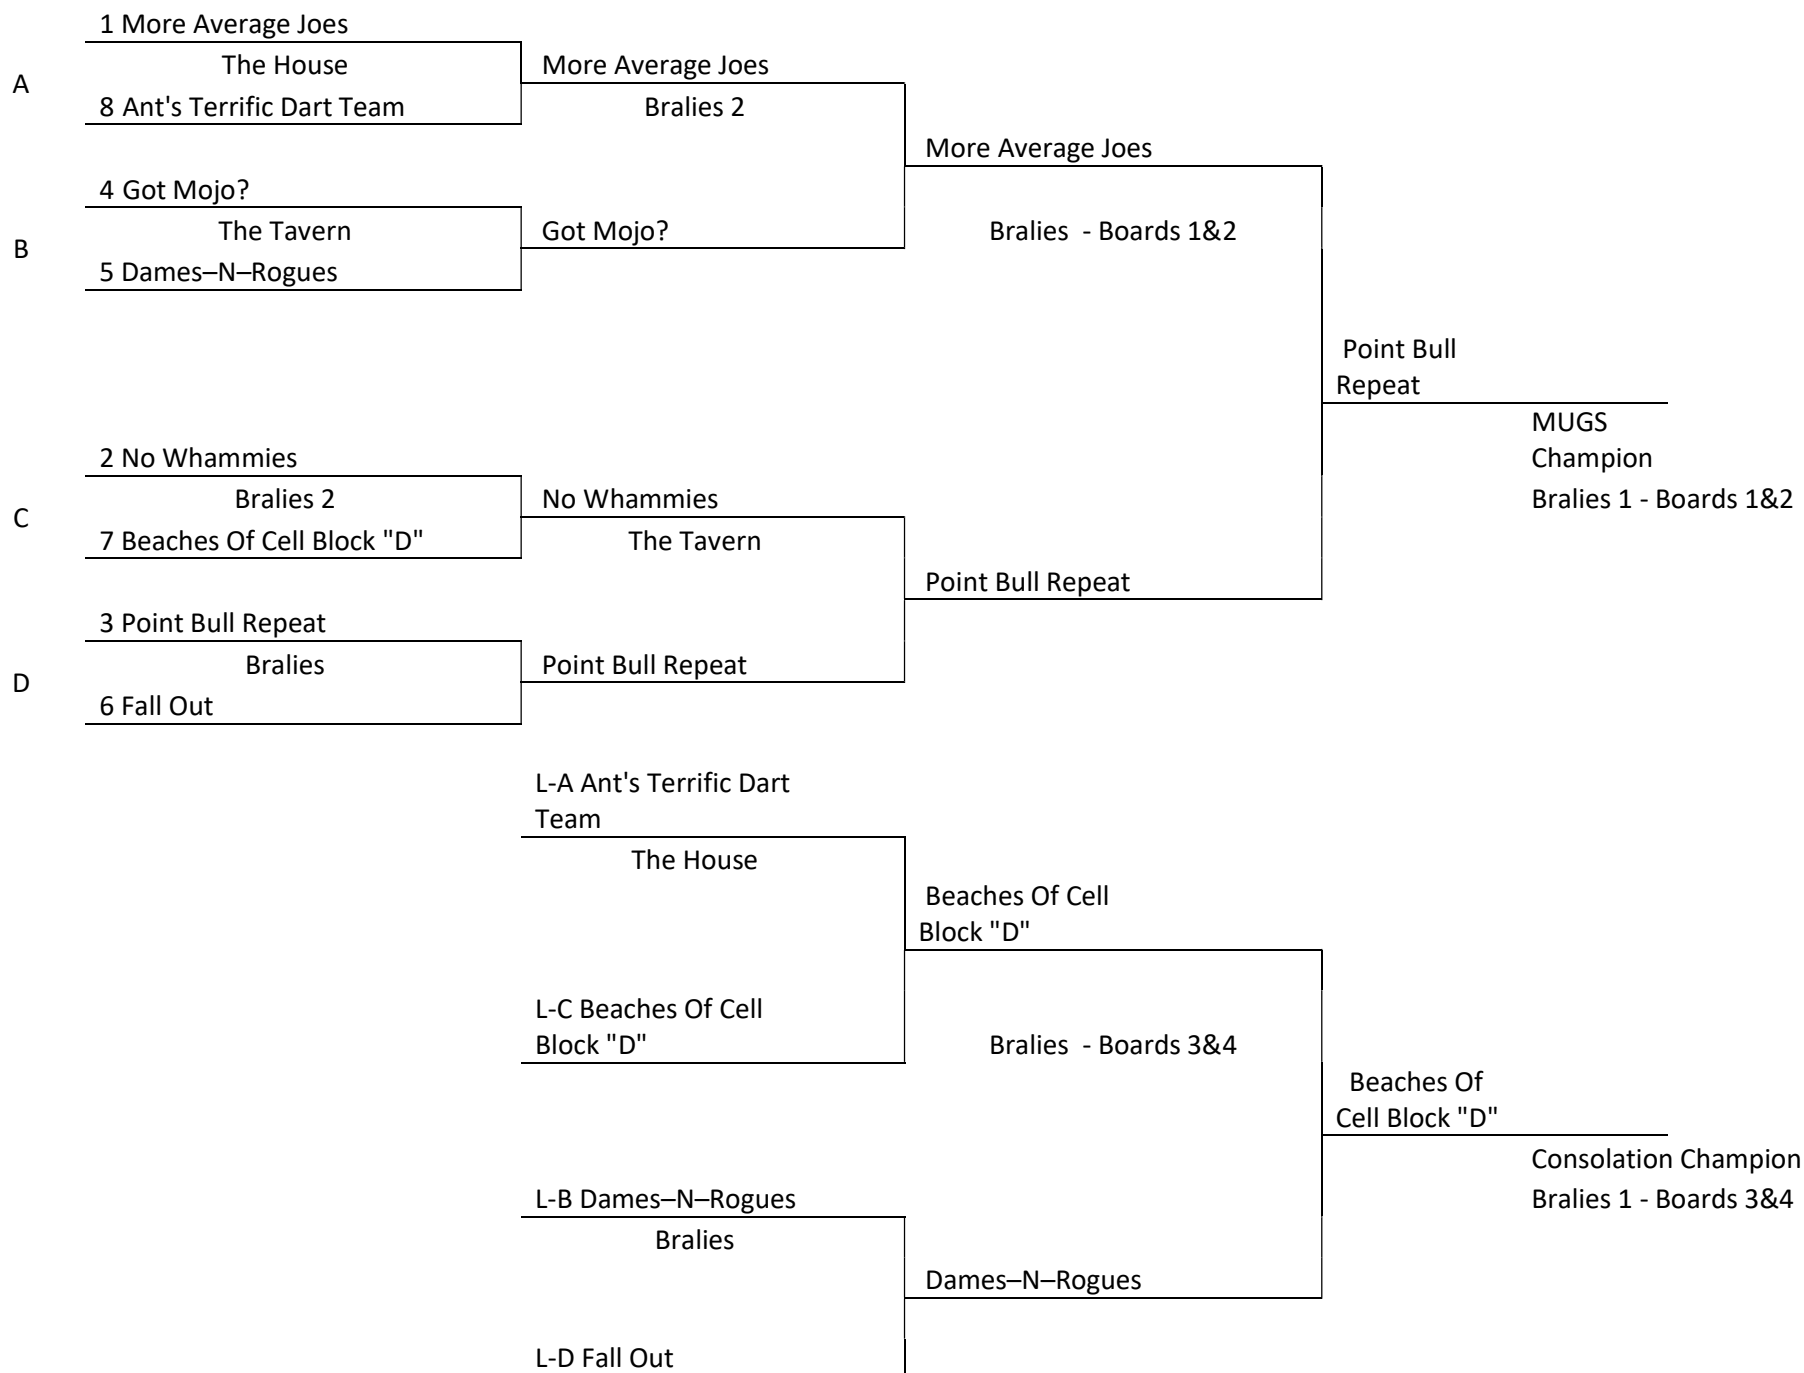 1 More Average Joes
The House
More Average Joes
A
8 Ant's Terrific Dart Team
Bralies 2
More Average Joes
4 Got Mojo?
The Tavern
Got Mojo?
Bralies - Boards 1&2
B
5 Dames–N–Rogues
Point Bull
Repeat
MUGS
Champion
Bralies 1 - Boards 1&2
2 No Whammies
Bralies 2
No Whammies
C
7 Beaches Of Cell Block "D"
The Tavern
Point Bull Repeat
3 Point Bull Repeat
Bralies
Point Bull Repeat
D
6 Fall Out
L-A Ant's Terrific Dart
Team
The House
Beaches Of Cell
Block "D"
L-C Beaches Of Cell
Block "D"
Bralies - Boards 3&4
Beaches Of
Cell Block "D"
Consolation Champion
Bralies 1 - Boards 3&4
L-B Dames–N–Rogues
Bralies
Dames–N–Rogues
L-D Fall Out